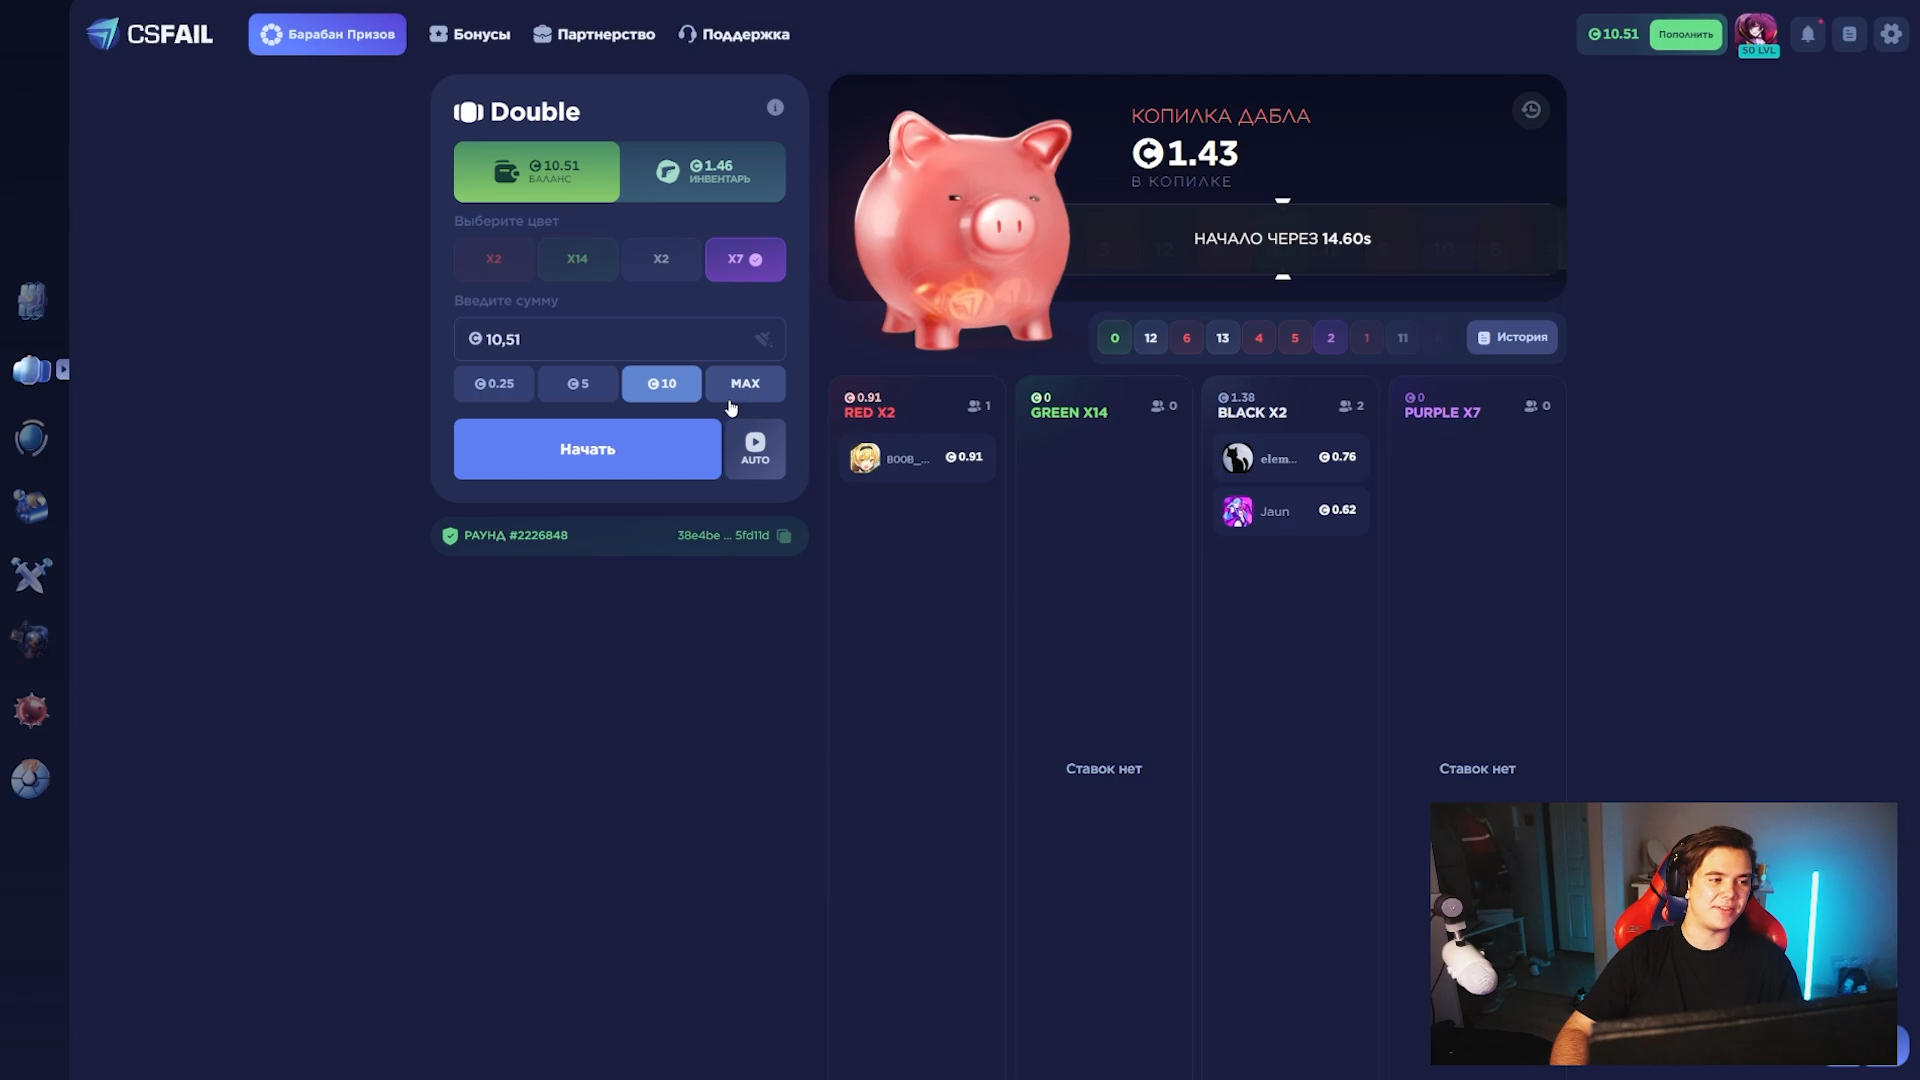 CSFAIL
Барабан Призов
Бонусы
Партнерство
Поддержка
10.51
Пополнить
50 LVL
Double
10.51
БАЛАНС
1.46
ИНВЕНТАРЬ
Выберите цвет
X2
X14
X2
X7
Введите сумму
10,51
0.25
5
10
MAX
Начать
AUTO
РАУНД #2226848
38e4be ... 5fd11d
КОПИЛКА ДАБЛА
1.43
В КОПИЛКЕ
НАЧАЛО ЧЕРЕЗ 14.60s
0
12
6
13
4
5
2
1
11
История
0.91
RED X2
1
BOOB_...
0.91
0
GREEN X14
0
Ставок нет
1.38
BLACK X2
2
elem...
0.76
Jaun
0.62
0
PURPLE X7
0
Ставок нет